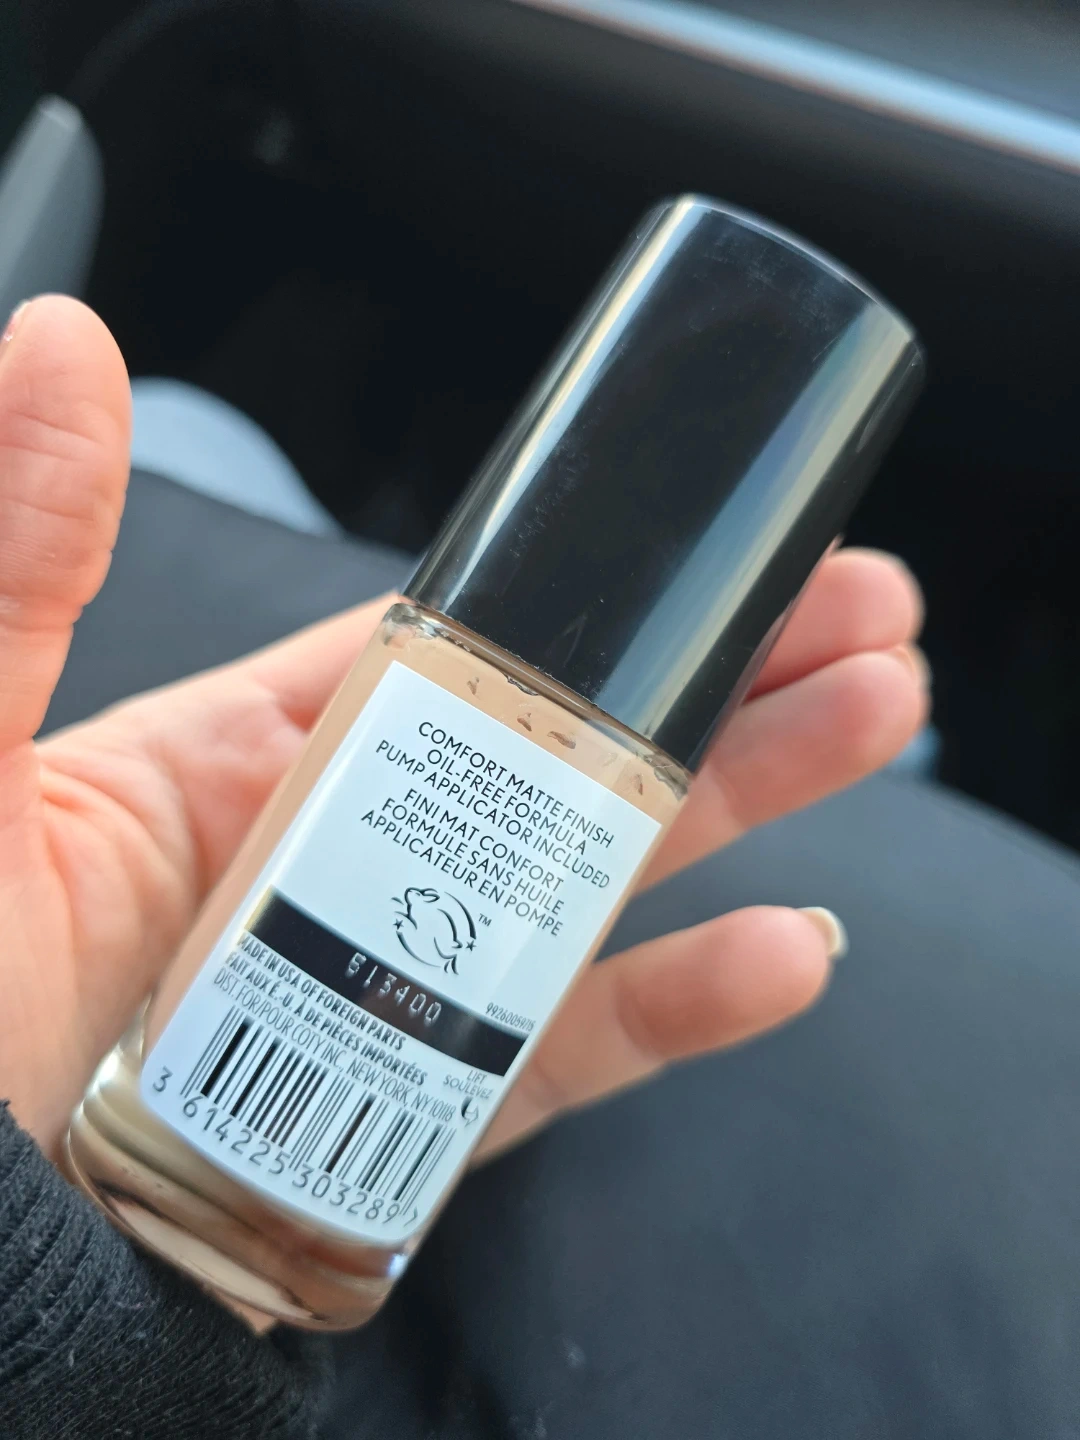 COMFORT MATTE FINISH
OIL-FREE FORMULA
PUMP APPLICATOR INCLUDED
FINI MAT CONFORT
FORMULE SANS HUILE
APPLICATEUR EN POMPE
™
613400
MADE IN USA OF FOREIGN PARTS
FAIT AUX É.-U. À DE PIÈCES IMPORTÉES
DIST. FOR/POUR COTY INC., NEW YORK, NY 10118
LIFT
SOULEVEZ
3 614225 303289